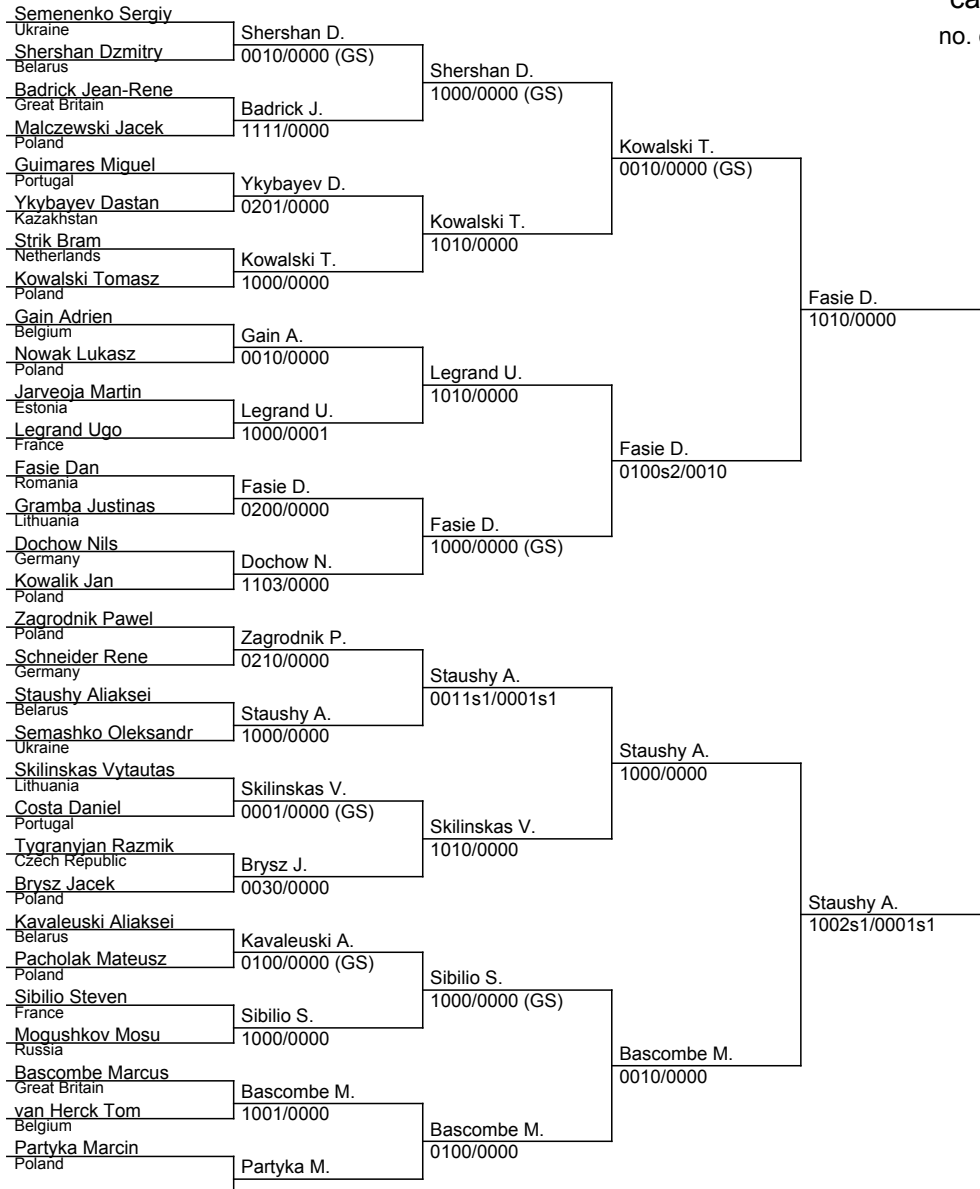 ca
no. 
Semenenko Sergiy
Ukraine
Shershan Dzmitry
Belarus
Badrick Jean-Rene
Great Britain
Malczewski Jacek
Poland
Guimares Miguel
Portugal
Ykybayev Dastan
Kazakhstan
Strik Bram
Netherlands
Kowalski Tomasz
Poland
Gain Adrien
Belgium
Nowak Lukasz
Poland
Jarveoja Martin
Estonia
Legrand Ugo
France
Fasie Dan
Romania
Gramba Justinas
Lithuania
Dochow Nils
Germany
Kowalik Jan
Poland
Zagrodnik Pawel
Poland
Schneider Rene
Germany
Staushy Aliaksei
Belarus
Semashko Oleksandr
Ukraine
Skilinskas Vytautas
Lithuania
Costa Daniel
Portugal
Tygranyjan Razmik
Czech Republic
Brysz Jacek
Poland
Kavaleuski Aliaksei
Belarus
Pacholak Mateusz
Poland
Sibilio Steven
France
Mogushkov Mosu
Russia
Bascombe Marcus
Great Britain
van Herck Tom
Belgium
Partyka Marcin
Poland
Shershan D.
0010/0000 (GS)
Badrick J.
1111/0000
Ykybayev D.
0201/0000
Kowalski T.
1000/0000
Gain A.
0010/0000
Legrand U.
1000/0001
Fasie D.
0200/0000
Dochow N.
1103/0000
Zagrodnik P.
0210/0000
Staushy A.
1000/0000
Skilinskas V.
0001/0000 (GS)
Brysz J.
0030/0000
Kavaleuski A.
0100/0000 (GS)
Sibilio S.
1000/0000
Bascombe M.
1001/0000
Partyka M.
Shershan D.
1000/0000 (GS)
Kowalski T.
1010/0000
Legrand U.
1010/0000
Fasie D.
1000/0000 (GS)
Staushy A.
0011s1/0001s1
Skilinskas V.
1010/0000
Sibilio S.
1000/0000 (GS)
Bascombe M.
0100/0000
Kowalski T.
0010/0000 (GS)
Fasie D.
0100s2/0010
Staushy A.
1000/0000
Bascombe M.
0010/0000
Fasie D.
1010/0000
Staushy A.
1002s1/0001s1